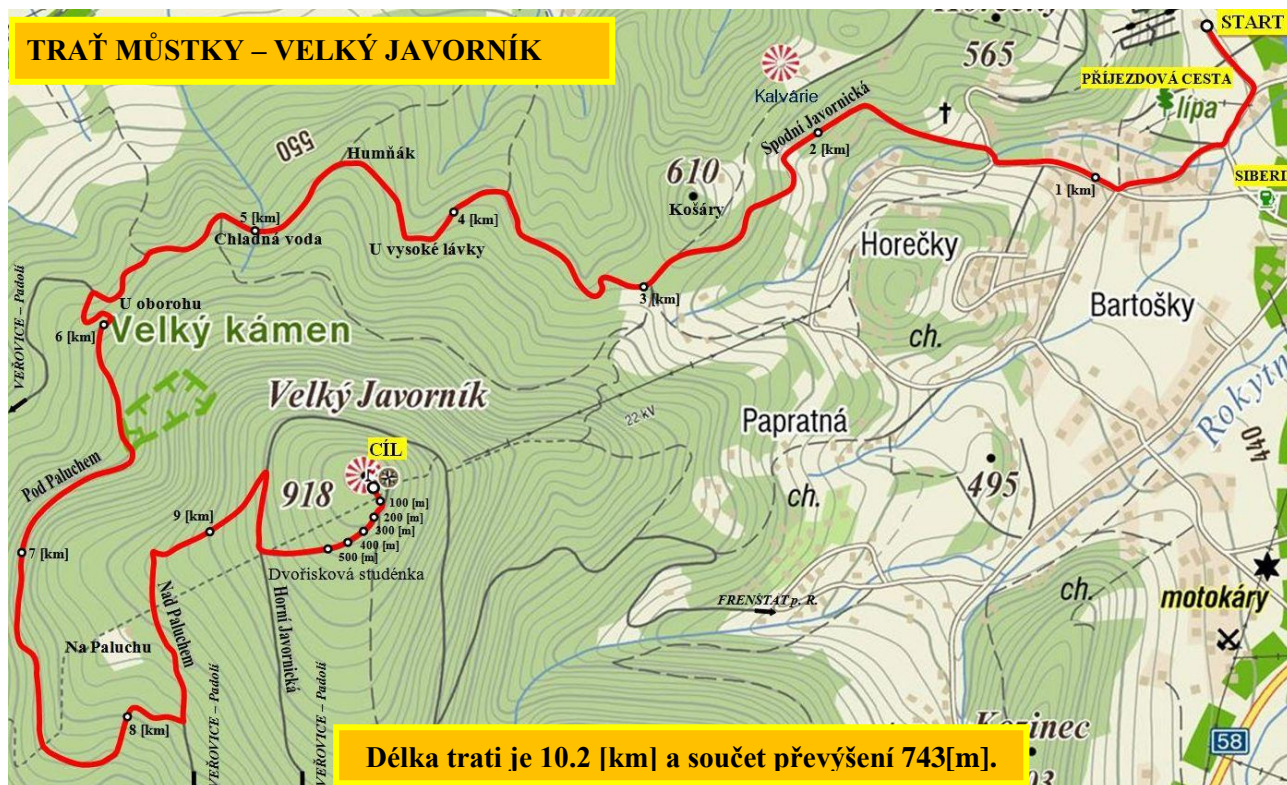 TRAŤ MŮSTKY – VELKÝ JAVORNÍK
START
565
PŘÍJEZDOVÁ CESTA
Kalvárie
lípa
Spodní Javornická
2 [km]
550
Humňák
1 [km]
SIBERI
610
Košáry
5 [km]
Chladná voda
4 [km]
U vysoké lávky
Horečky
3 [km]
U oborohu
6 [km]
Velký kámen
VEŘOVICE – Padolí
Bartošky
ch.
Rokytn
Velký Javorník
22 kV
Papratná
440
CÍL
918
495
ch.
Pod Paluchem
9 [km]
100 [m]
200 [m]
300 [m]
400 [m]
500 [m]
7 [km]
Dvořisková studénka
Nad Paluchem
Horní Javornická
FRENŠTÁT p. R.
ch.
motokáry
Na Paluchu
8 [km]
VEŘOVICE – Padolí
VEŘOVICE – Padolí
58
Délka trati je 10.2 [km] a součet převýšení 743[m].